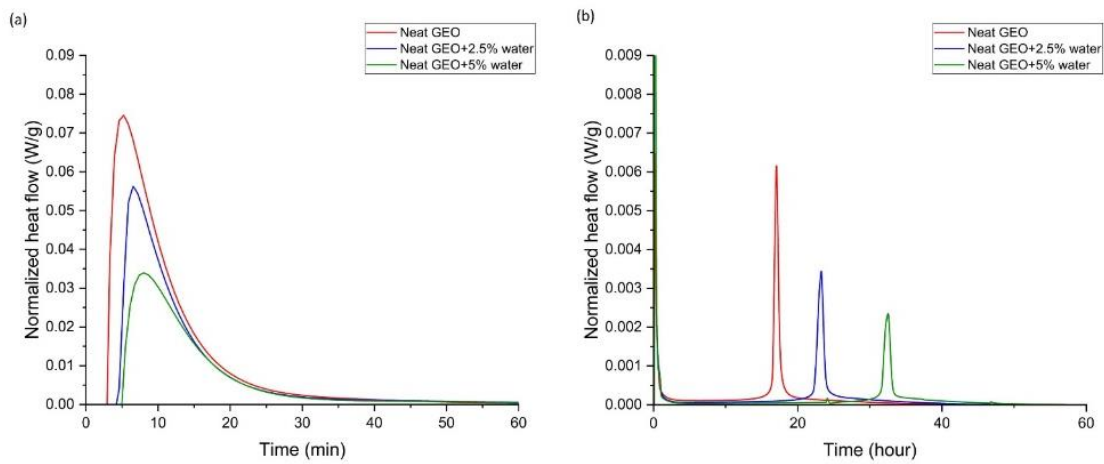 (a)
Neat GEO
Neat GEO+2.5% water
Neat GEO+5% water
0.09
0.08
0.07
0.06
0.05
0.04
0.03
0.02
0.01
0.00
Normalized heat flow (W/g)
0 10 20 30 40 50 60
Time (min)
(b)
Neat GEO
Neat GEO+2.5% water
Neat GEO+5% water
0.009
0.008
0.007
0.006
0.005
0.004
0.003
0.002
0.001
0.000
Normalized heat flow (W/g)
0 20 40 60
Time (hour)